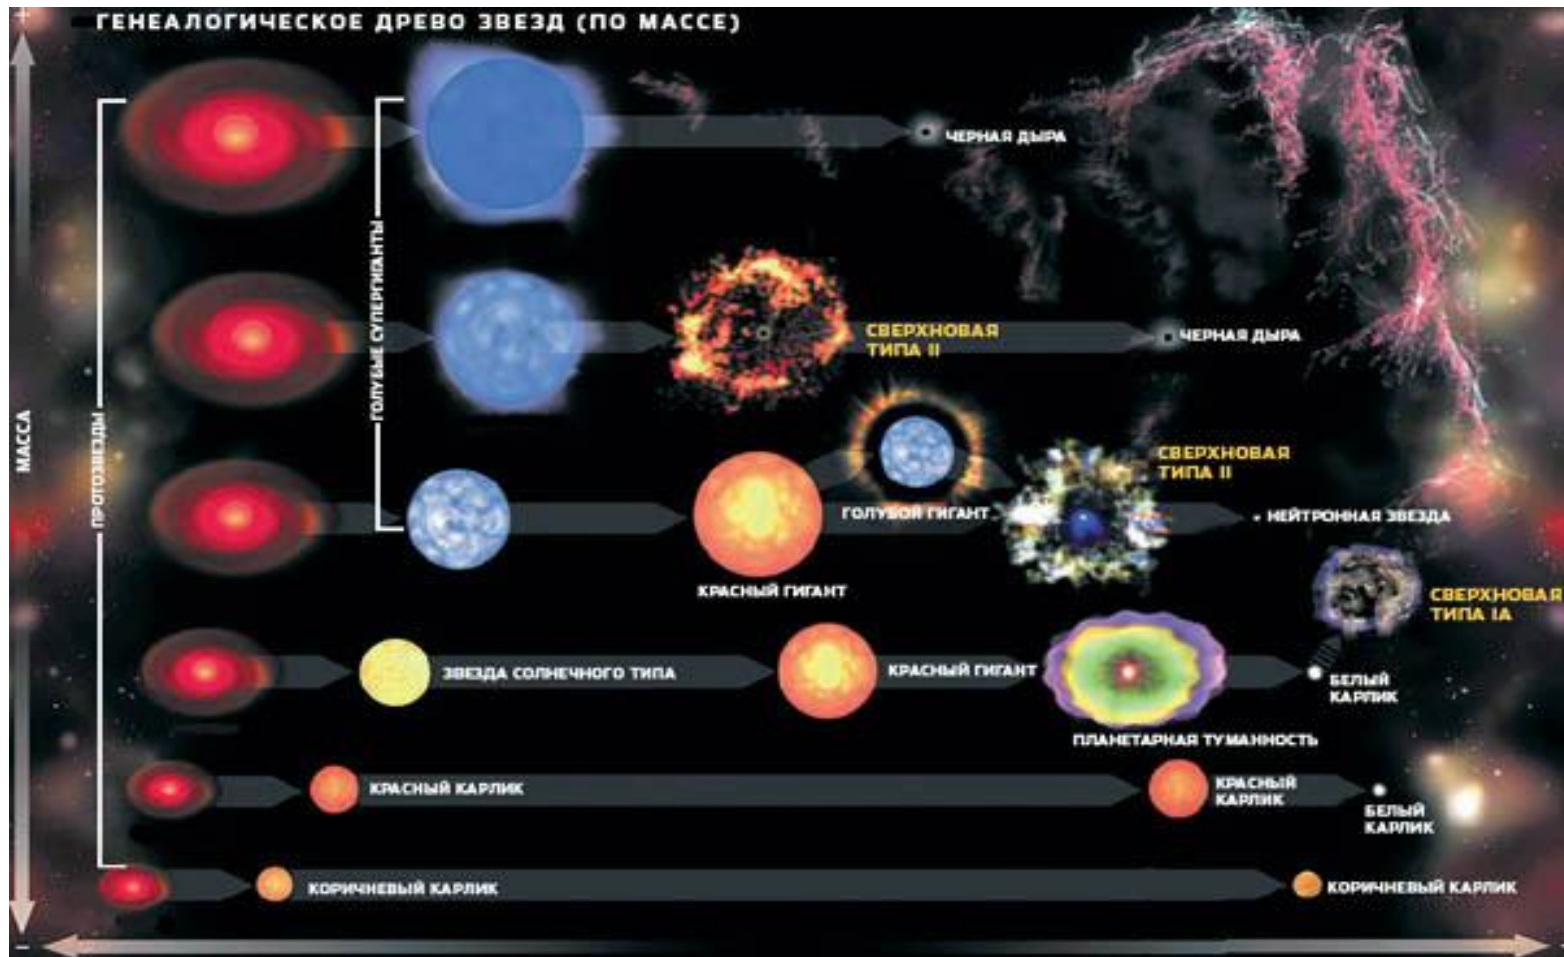 ГЕНЕАЛОГИЧЕСКОЕ ДРЕВО ЗВЕЗД (ПО МАССЕ)
+
МАССА
–
ПРОТОЗВЕЗДЫ
ГОЛУБЫЕ СУПЕРГИГАНТЫ
ЧЕРНАЯ ДЫРА
СВЕРХНОВАЯ
ТИПА II
ЧЕРНАЯ ДЫРА
КРАСНЫЙ ГИГАНТ
ГОЛУБОЙ ГИГАНТ
СВЕРХНОВАЯ
ТИПА II
НЕЙТРОННАЯ ЗВЕЗДА
ЗВЕЗДА СОЛНЕЧНОГО ТИПА
КРАСНЫЙ ГИГАНТ
ПЛАНЕТАРНАЯ ТУМАННОСТЬ
СВЕРХНОВАЯ
ТИПА IA
БЕЛЫЙ
КАРЛИК
КРАСНЫЙ КАРЛИК
КРАСНЫЙ
КАРЛИК
БЕЛЫЙ
КАРЛИК
КОРИЧНЕВЫЙ КАРЛИК
КОРИЧНЕВЫЙ КАРЛИК